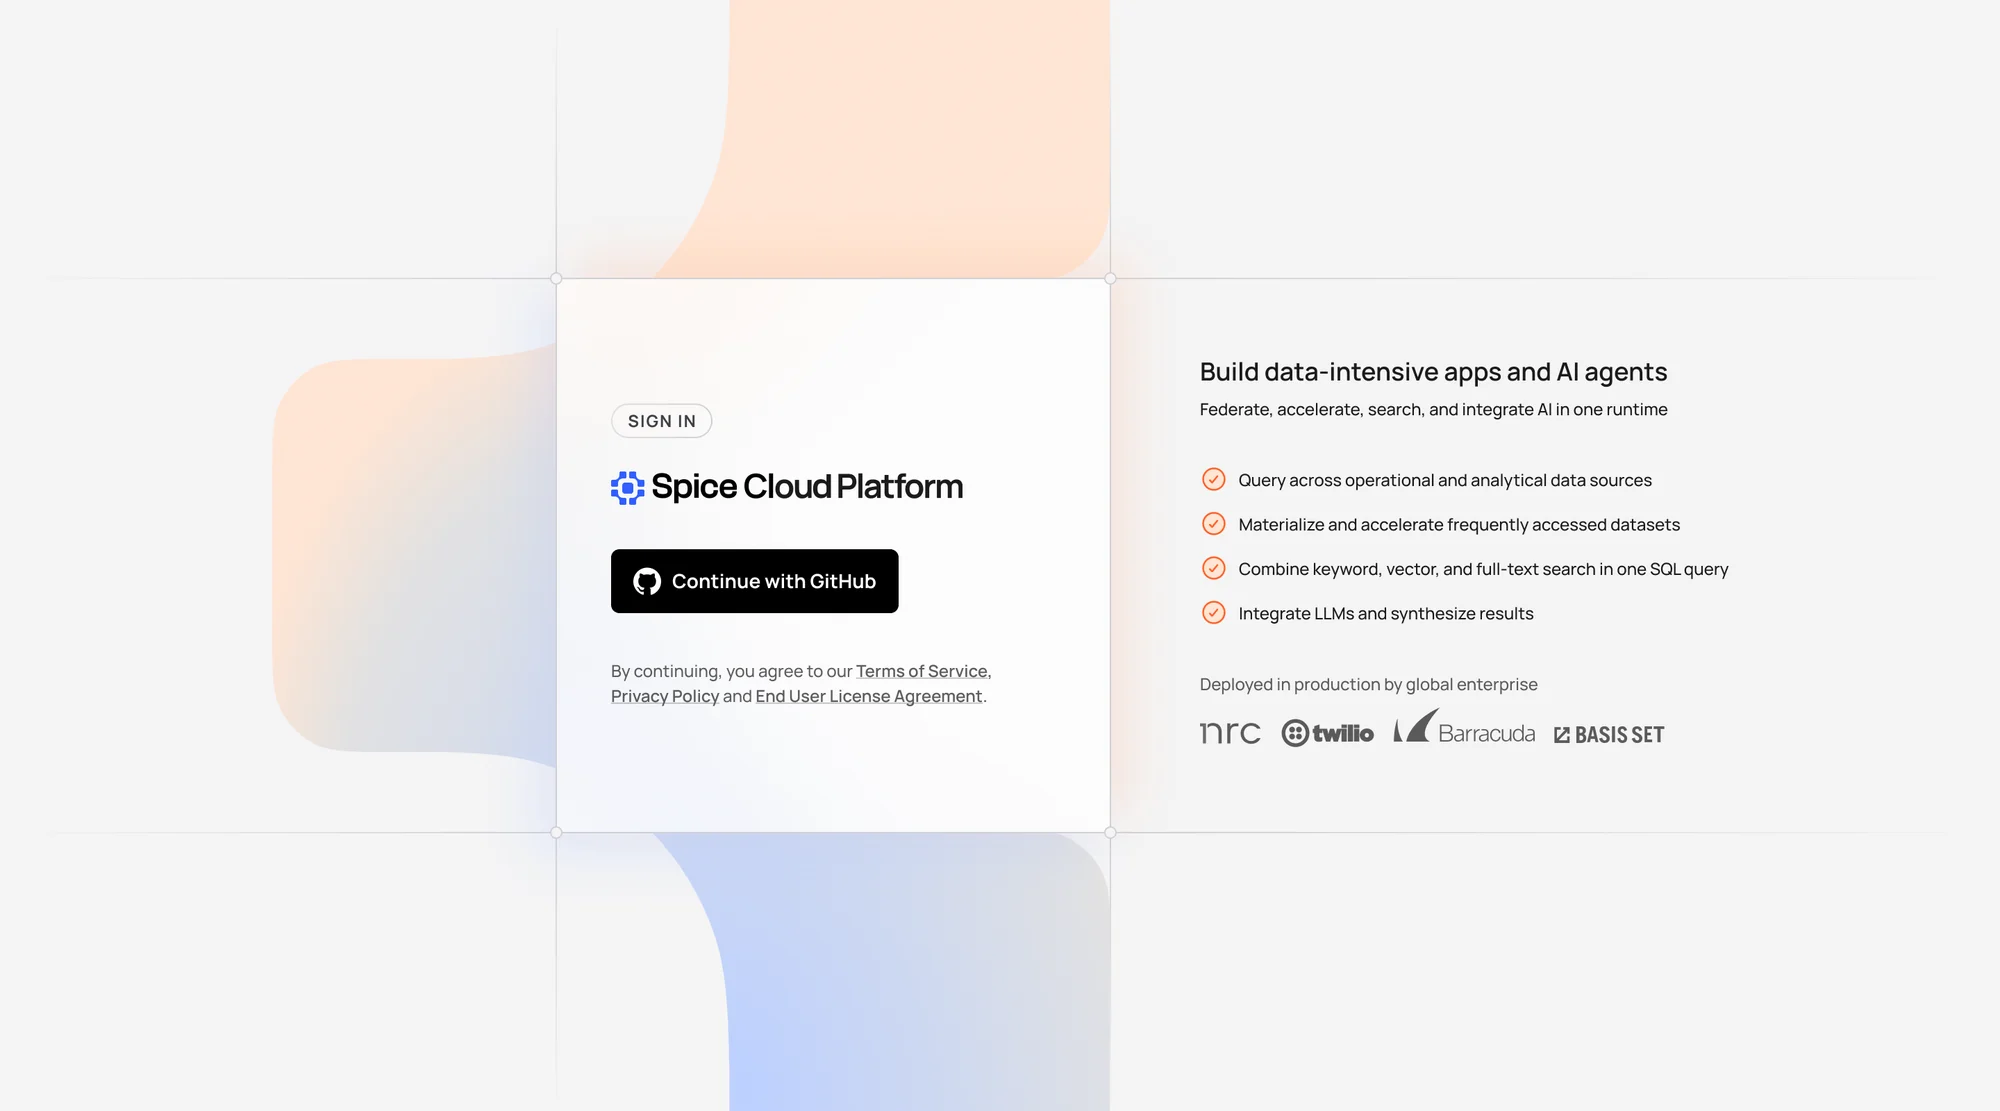 SIGN IN
Spice Cloud Platform
Continue with GitHub
By continuing, you agree to our Terms of Service,
Privacy Policy and End User License Agreement.
Build data-intensive apps and AI agents
Federate, accelerate, search, and integrate AI in one runtime
Query across operational and analytical data sources
Materialize and accelerate frequently accessed datasets
Combine keyword, vector, and full-text search in one SQL query
Integrate LLMs and synthesize results
Deployed in production by global enterprise
nrc twilio Barracuda BASIS SET